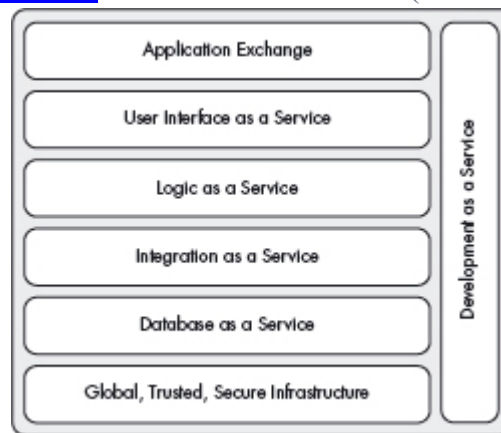 Application Exchange
User Interface as a Service
Logic as a Service
Integration as a Service
Database as a Service
Global, Trusted, Secure Infrastructure
Development as a Service